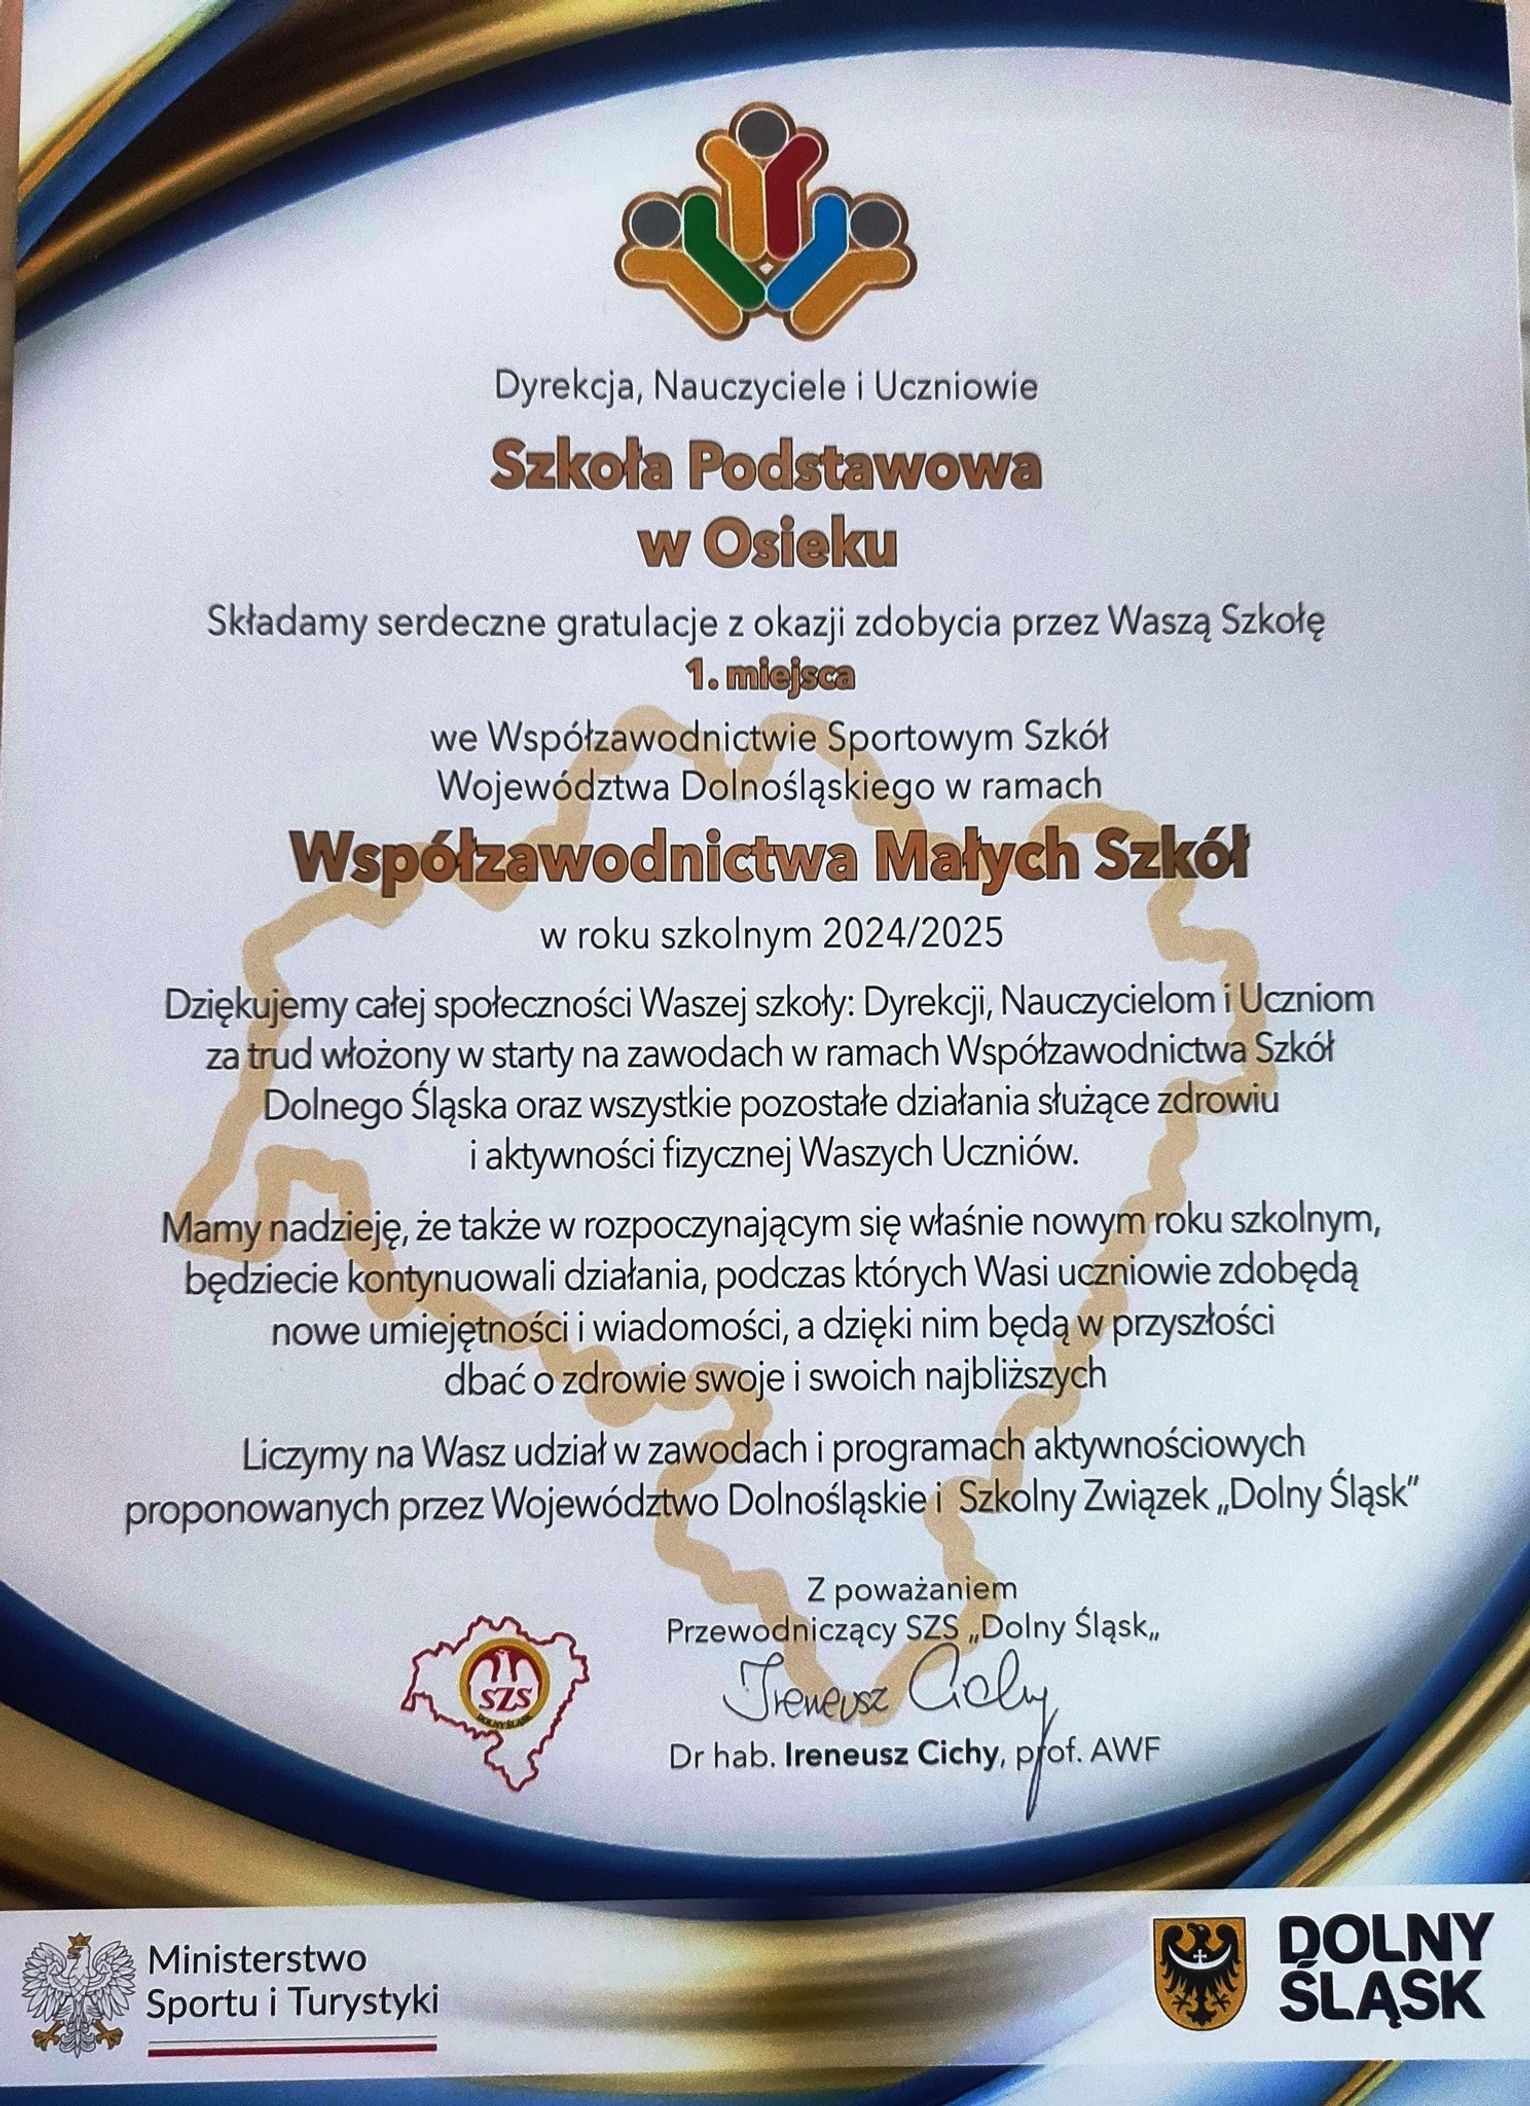 Dyrekcja, Nauczyciele i Uczniowie
Szkoła Podstawowa
w Osieku
Składamy serdeczne gratulacje z okazji zdobycia przez Waszą Szkołę
1. miejsca
we Współzawodnictwie Sportowym Szkół
Województwa Dolnośląskiego w ramach
Współzawodnictwa Małych Szkół
w roku szkolnym 2024/2025
Dziękujemy całej społeczności Waszej szkoły: Dyrekcji, Nauczycielom i Uczniom
za trud włożony w starty na zawodach w ramach Współzawodnictwa Szkół
Dolnego Śląska oraz wszystkie pozostałe działania służące zdrowiu
i aktywności fizycznej Waszych Uczniów.
Mamy nadzieję, że także w rozpoczynającym się właśnie nowym roku szkolnym,
będziecie kontynuowali działania, podczas których Wasi uczniowie zdobędą
nowe umiejętności i wiadomości, a dzięki nim będą w przyszłości
dbać o zdrowie swoje i swoich najbliższych
Liczymy na Wasz udział w zawodach i programach aktywnościowych
proponowanych przez Województwo Dolnośląskie i Szkolny Związek „Dolny Śląsk”
Z poważaniem
Przewodniczący SZS „Dolny Śląsk„
Ireneusz Cichy
Dr hab. Ireneusz Cichy, prof. AWF
SZS
DOLNY ŚLĄSK
Ministerstwo
Sportu i Turystyki
DOLNY
ŚLĄSK